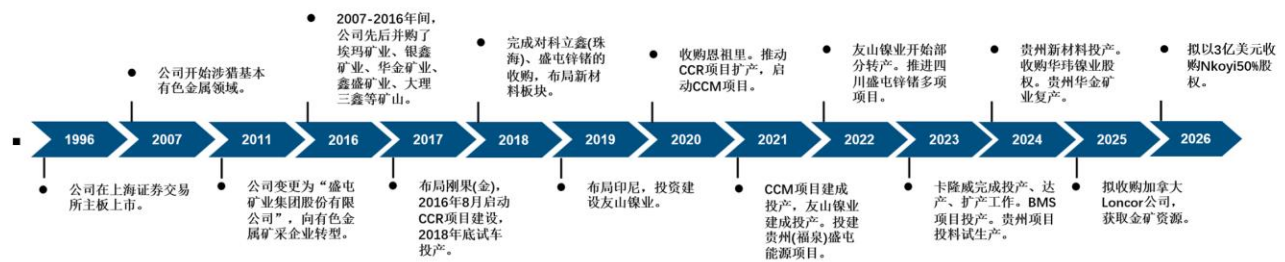 2007-2016年间,
公司先后并购了
埃玛矿业、银鑫
矿业、华金矿业、
鑫盛矿业、大理
三鑫等矿山。
公司开始涉猎基本
有色金属领域。
完成对科立鑫(珠
海)、盛屯锌锗的
收购，布局新材
料板块。
收购恩祖里。推动
CCR项目扩产，启
动CCM项目。
友山镍业开始部
分转产。推进四
川盛屯锌锗多项
项目。
贵州新材料投产。
收购华玮镍业股
权。贵州华金矿
业复产。
拟以3亿美元收
购Nkoyi50%股
权。
1996
2007
2011
2016
2017
2018
2019
2020
2021
2022
2023
2024
2025
2026
公司在上海证券交易
所主板上市。
公司变更为“盛屯
矿业集团股份有限
公司”，向有色金
属矿采企业转型。
布局刚果(金)，
2016年8月启动
CCR项目建设，
2018年底试车
投产。
布局印尼，投资建
设友山镍业。
CCM项目建成
投产，友山镍业
建成投产。投建
贵州(福泉)盛屯
能源项目。
卡隆威完成投产、达
产、扩产工作。BMS
项目投产。贵州项目
投料试生产。
拟收购加拿大
Loncor公司，
获取金矿资源。